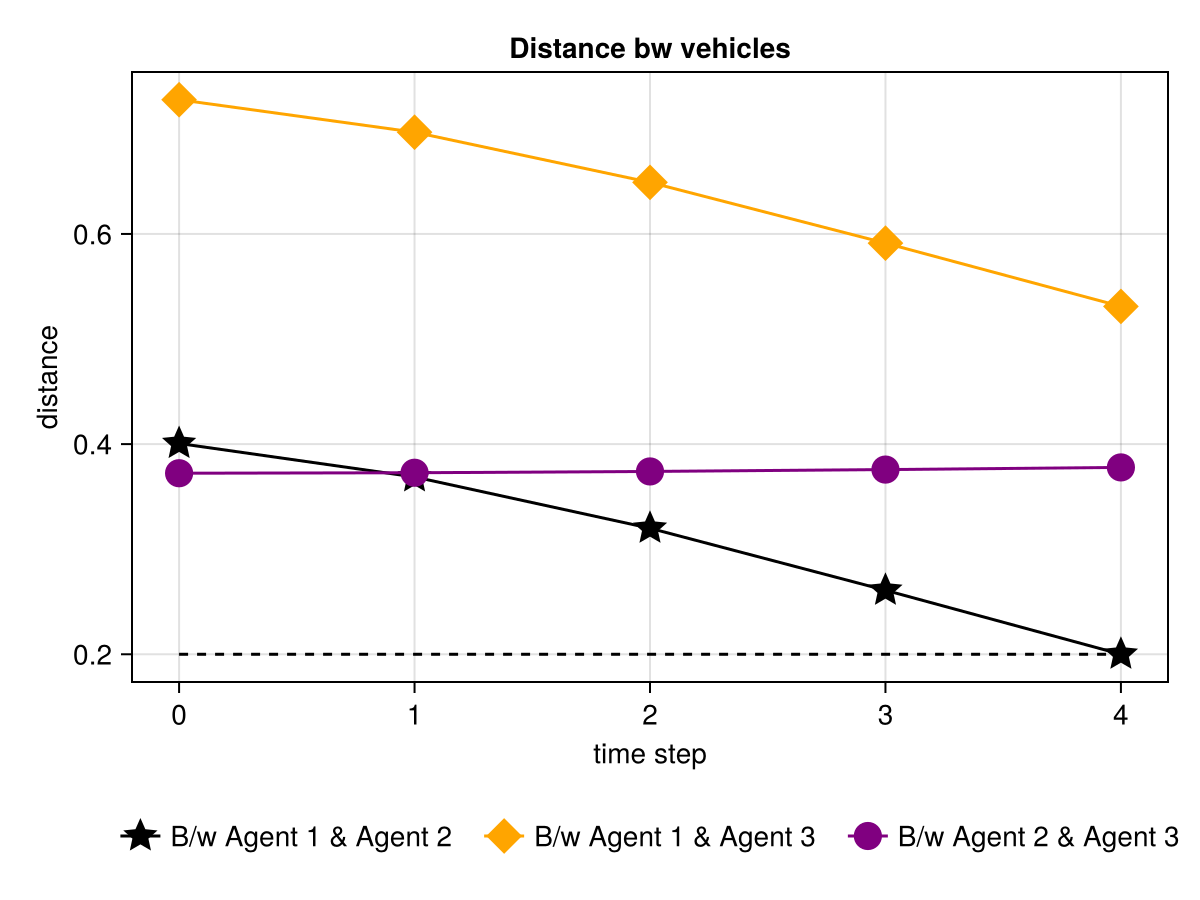 Distance bw vehicles
distance
0.6
0.4
0.2
0 1 2 3 4
time step
B/w Agent 1 & Agent 2 B/w Agent 1 & Agent 3 B/w Agent 2 & Agent 3